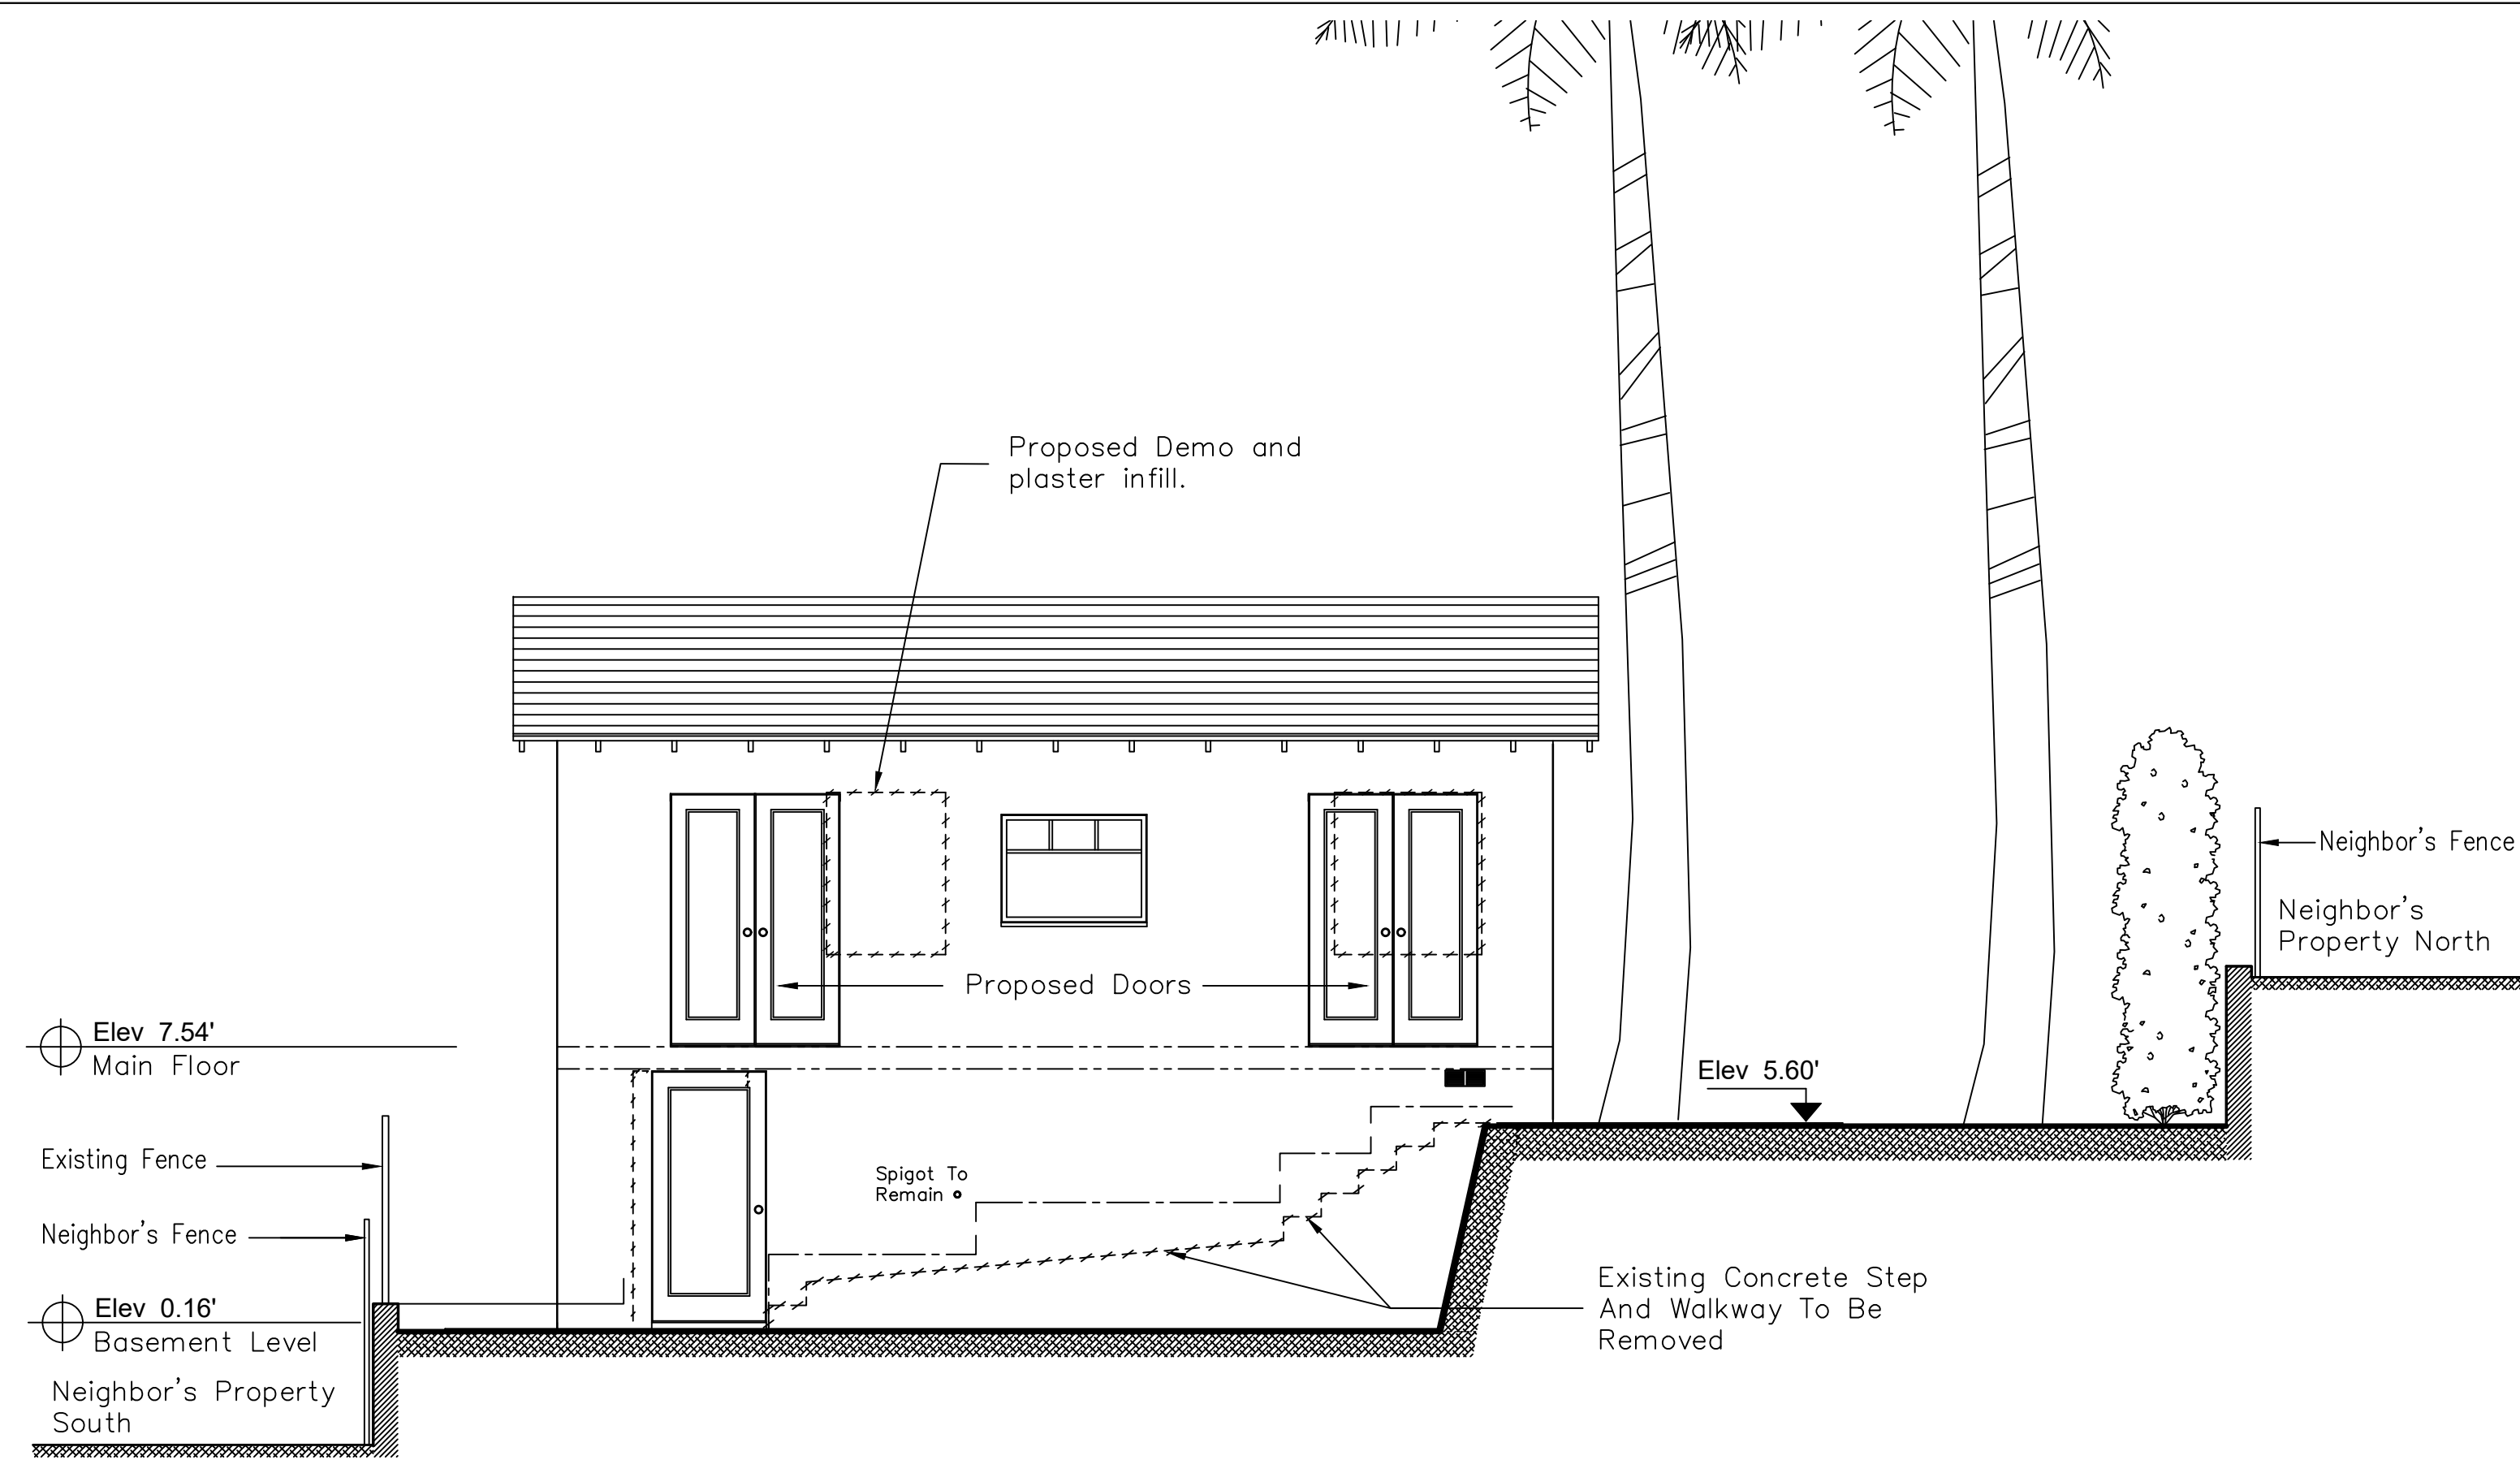 Proposed Demo and
plaster infill.
Neighbor's Fence
Neighbor's
Property North
Proposed Doors
Elev 7.54'
Main Floor
Elev 5.60'
Existing Fence
Spigot To
Remain
Neighbor's Fence
Existing Concrete Step
And Walkway To Be
Removed
Elev 0.16'
Basement Level
Neighbor's Property
South